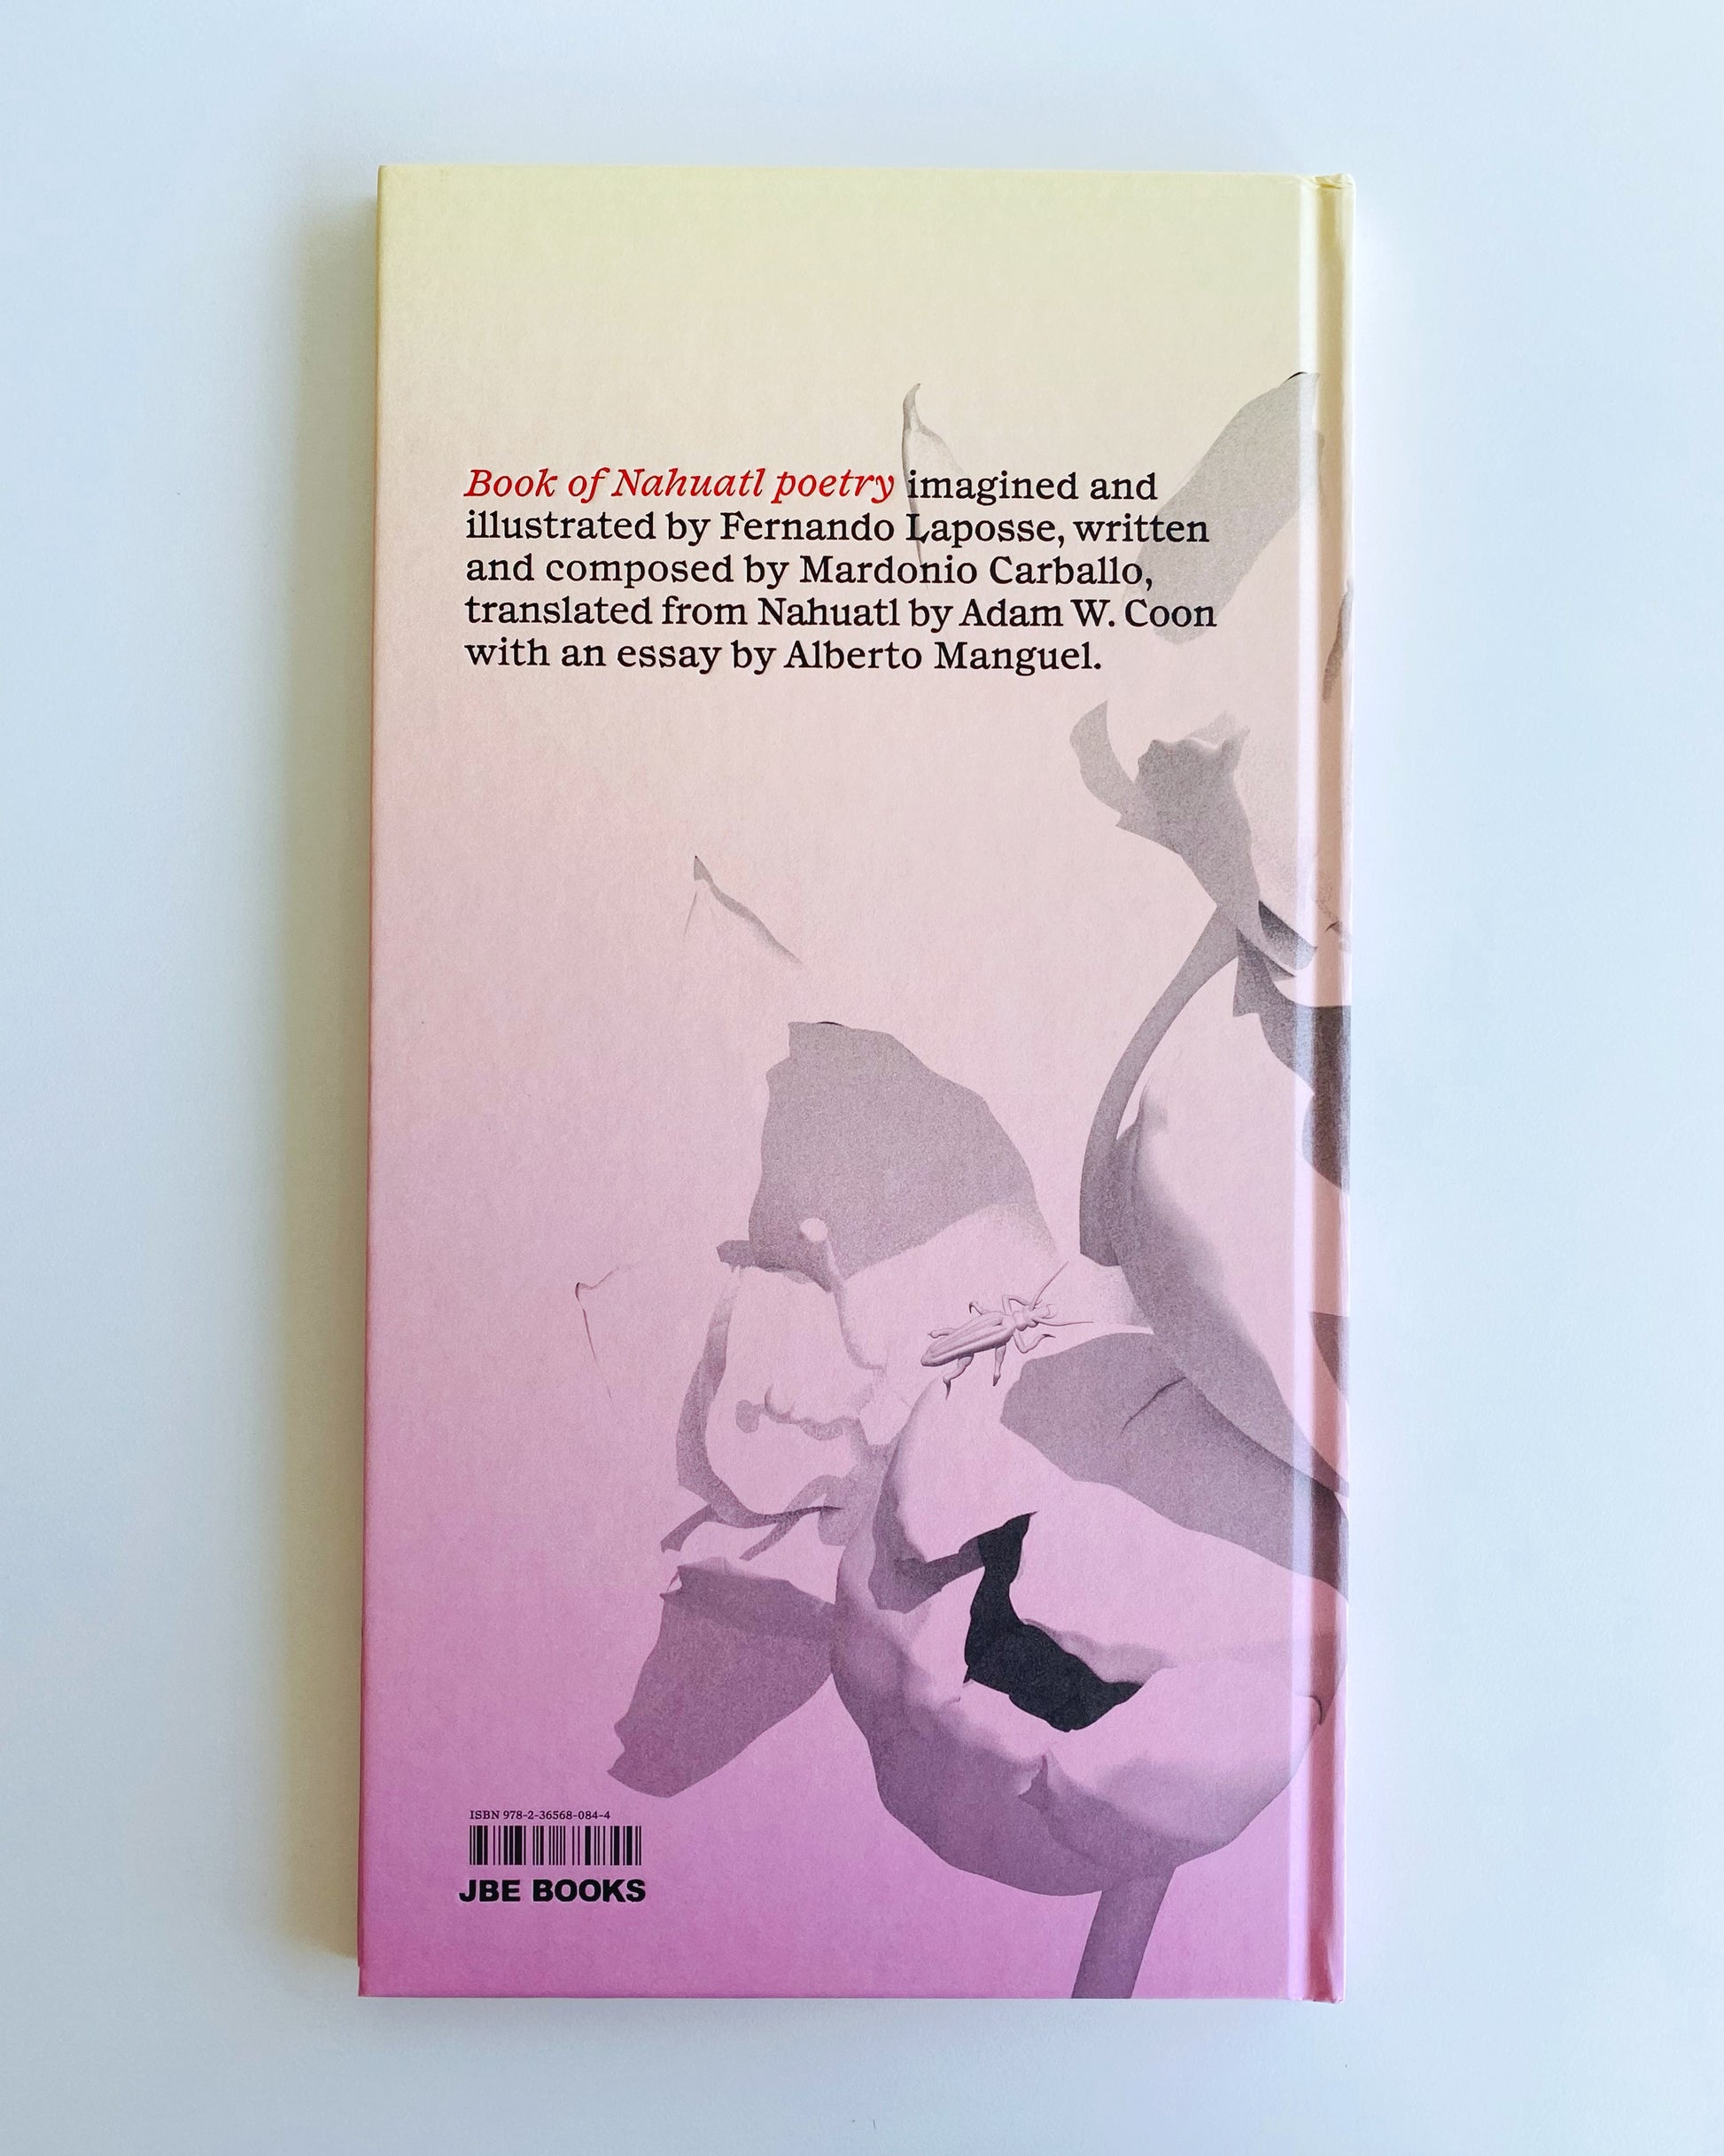 Book of Nahuatl poetry imagined and
illustrated by Fernando Laposse, written
and composed by Mardonio Carballo,
translated from Nahuatl by Adam W. Coon
with an essay by Alberto Manguel.
ISBN 978-2-36568-084-4
JBE BOOKS